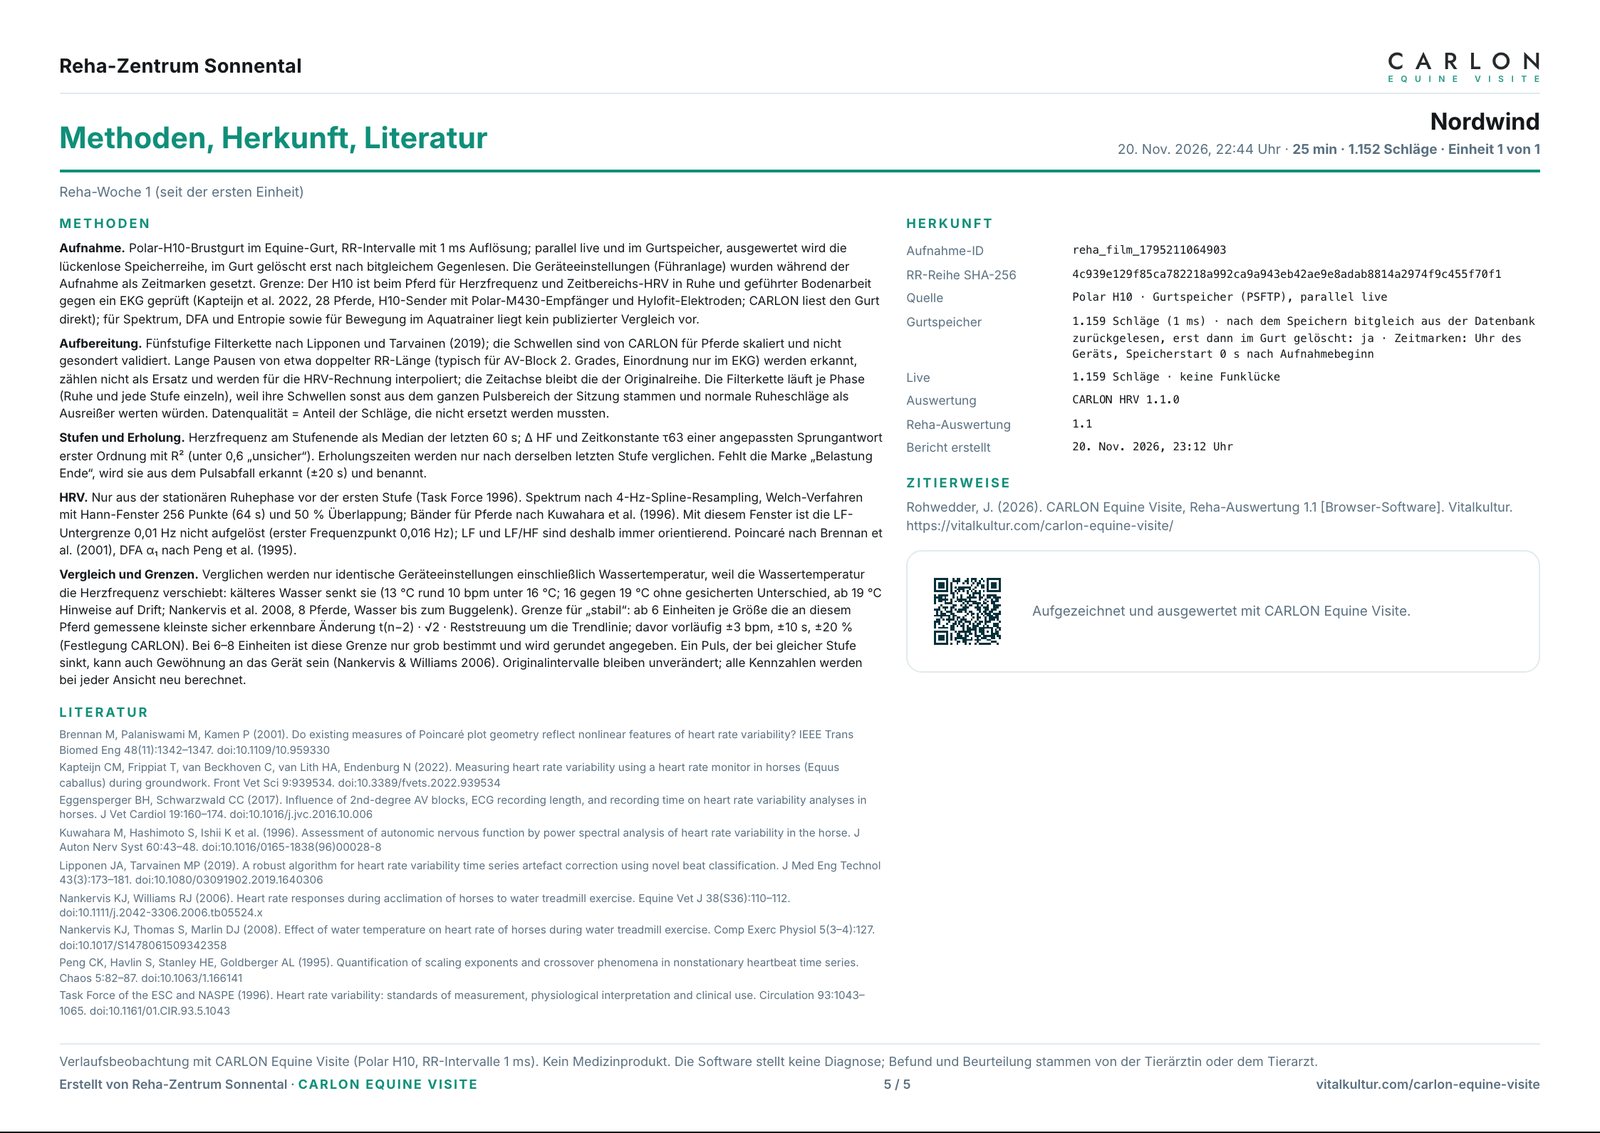 Reha-Zentrum Sonnental
CARLON
EQUINE VISITE
Methoden, Herkunft, Literatur
Nordwind
20. Nov. 2026, 22:44 Uhr · 25 min · 1.152 Schläge · Einheit 1 von 1
Reha-Woche 1 (seit der ersten Einheit)
METHODEN
Aufnahme. Polar-H10-Brustgurt im Equine-Gurt, RR-Intervalle mit 1 ms Auflösung; parallel live und im Gurtspeicher, ausgewertet wird die
lückenlose Speicherreihe, im Gurt gelöscht erst nach bitgleichem Gegenlesen. Die Geräteeinstellungen (Führanlage) wurden während der
Aufnahme als Zeitmarken gesetzt. Grenze: Der H10 ist beim Pferd für Herzfrequenz und Zeitbereichs-HRV in Ruhe und geführter Bodenarbeit
gegen ein EKG geprüft (Kapteijn et al. 2022, 28 Pferde, H10-Sender mit Polar-M430-Empfänger und Hylofit-Elektroden; CARLON liest den Gurt
direkt); für Spektrum, DFA und Entropie sowie für Bewegung im Aquatrainer liegt kein publizierter Vergleich vor.
Aufbereitung. Fünfstufige Filterkette nach Lipponen und Tarvainen (2019); die Schwellen sind von CARLON für Pferde skaliert und nicht
gesondert validiert. Lange Pausen von etwa doppelter RR-Länge (typisch für AV-Block 2. Grades, Einordnung nur im EKG) werden erkannt,
zählen nicht als Ersatz und werden für die HRV-Rechnung interpoliert; die Zeitachse bleibt die der Originalreihe. Die Filterkette läuft je Phase
(Ruhe und jede Stufe einzeln), weil ihre Schwellen sonst aus dem ganzen Pulsbereich der Sitzung stammen und normale Ruheschläge als
Ausreißer werten würden. Datenqualität = Anteil der Schläge, die nicht ersetzt werden mussten.
Stufen und Erholung. Herzfrequenz am Stufenende als Median der letzten 60 s; Δ HF und Zeitkonstante τ63 einer angepassten Sprungantwort
erster Ordnung mit R² (unter 0,6 „unsicher“). Erholungszeiten werden nur nach derselben letzten Stufe verglichen. Fehlt die Marke „Belastung
Ende“, wird sie aus dem Pulsabfall erkannt (±20 s) und benannt.
HRV. Nur aus der stationären Ruhephase vor der ersten Stufe (Task Force 1996). Spektrum nach 4-Hz-Spline-Resampling, Welch-Verfahren
mit Hann-Fenster 256 Punkte (64 s) und 50 % Überlappung; Bänder für Pferde nach Kuwahara et al. (1996). Mit diesem Fenster ist die LF-
Untergrenze 0,01 Hz nicht aufgelöst (erster Frequenzpunkt 0,016 Hz); LF und LF/HF sind deshalb immer orientierend. Poincaré nach Brennan et
al. (2001), DFA α₁ nach Peng et al. (1995).
Vergleich und Grenzen. Verglichen werden nur identische Geräteeinstellungen einschließlich Wassertemperatur, weil die Wassertemperatur
die Herzfrequenz verschiebt: kälteres Wasser senkt sie (13 °C rund 10 bpm unter 16 °C; 16 gegen 19 °C ohne gesicherten Unterschied, ab 19 °C
Hinweise auf Drift; Nankervis et al. 2008, 8 Pferde, Wasser bis zum Buggelenk). Grenze für „stabil“: ab 6 Einheiten je Größe die an diesem
Pferd gemessene kleinste sicher erkennbare Änderung t(n−2) · √2 · Reststreuung um die Trendlinie; davor vorläufig ±3 bpm, ±10 s, ±20 %
(Festlegung CARLON). Bei 6–8 Einheiten ist diese Grenze nur grob bestimmt und wird gerundet angegeben. Ein Puls, der bei gleicher Stufe
sinkt, kann auch Gewöhnung an das Gerät sein (Nankervis & Williams 2006). Originalintervalle bleiben unverändert; alle Kennzahlen werden
bei jeder Ansicht neu berechnet.
LITERATUR
Brennan M, Palaniswami M, Kamen P (2001). Do existing measures of Poincaré plot geometry reflect nonlinear features of heart rate variability? IEEE Trans
Biomed Eng 48(11):1342–1347. doi:10.1109/10.959330
Kapteijn CM, Frippiat T, van Beckhoven C, van Lith HA, Endenburg N (2022). Measuring heart rate variability using a heart rate monitor in horses (Equus
caballus) during groundwork. Front Vet Sci 9:939534. doi:10.3389/fvets.2022.939534
Eggensperger BH, Schwarzwald CC (2017). Influence of 2nd-degree AV blocks, ECG recording length, and recording time on heart rate variability analyses in
horses. J Vet Cardiol 19:160–174. doi:10.1016/j.jvc.2016.10.006
Kuwahara M, Hashimoto S, Ishii K et al. (1996). Assessment of autonomic nervous function by power spectral analysis of heart rate variability in the horse. J
Auton Nerv Syst 60:43–48. doi:10.1016/0165-1838(96)00028-8
Lipponen JA, Tarvainen MP (2019). A robust algorithm for heart rate variability time series artefact correction using novel beat classification. J Med Eng Technol
43(3):173–181. doi:10.1080/03091902.2019.1640306
Nankervis KJ, Williams RJ (2006). Heart rate responses during acclimation of horses to water treadmill exercise. Equine Vet J 38(S36):110–112.
doi:10.1111/j.2042-3306.2006.tb05524.x
Nankervis KJ, Thomas S, Marlin DJ (2008). Effect of water temperature on heart rate of horses during water treadmill exercise. Comp Exerc Physiol 5(3–4):127.
doi:10.1017/S1478061509342358
Peng CK, Havlin S, Stanley HE, Goldberger AL (1995). Quantification of scaling exponents and crossover phenomena in nonstationary heartbeat time series.
Chaos 5:82–87. doi:10.1063/1.166141
Task Force of the ESC and NASPE (1996). Heart rate variability: standards of measurement, physiological interpretation and clinical use. Circulation 93:1043–
1065. doi:10.1161/01.CIR.93.5.1043
HERKUNFT
Aufnahme-ID reha_film_1795211064903
RR-Reihe SHA-256 4c939e129f85ca782218a992ca9a943eb42ae9e8adab8814a2974f9c455f70f1
Quelle Polar H10 · Gurtspeicher (PSFTP), parallel live
Gurtspeicher 1.159 Schläge (1 ms) · nach dem Speichern bitgleich aus der Datenbank
zurückgelesen, erst dann im Gurt gelöscht: ja · Zeitmarken: Uhr des
Geräts, Speicherstart 0 s nach Aufnahmebeginn
Live 1.159 Schläge · keine Funklücke
Auswertung CARLON HRV 1.1.0
Reha-Auswertung 1.1
Bericht erstellt 20. Nov. 2026, 23:12 Uhr
ZITIERWEISE
Rohwedder, J. (2026). CARLON Equine Visite, Reha-Auswertung 1.1 [Browser-Software]. Vitalkultur.
https://vitalkultur.com/carlon-equine-visite/
Aufgezeichnet und ausgewertet mit CARLON Equine Visite.
Verlaufsbeobachtung mit CARLON Equine Visite (Polar H10, RR-Intervalle 1 ms). Kein Medizinprodukt. Die Software stellt keine Diagnose; Befund und Beurteilung stammen von der Tierärztin oder dem Tierarzt.
Erstellt von Reha-Zentrum Sonnental · CARLON EQUINE VISITE
5 / 5
vitalkultur.com/carlon-equine-visite